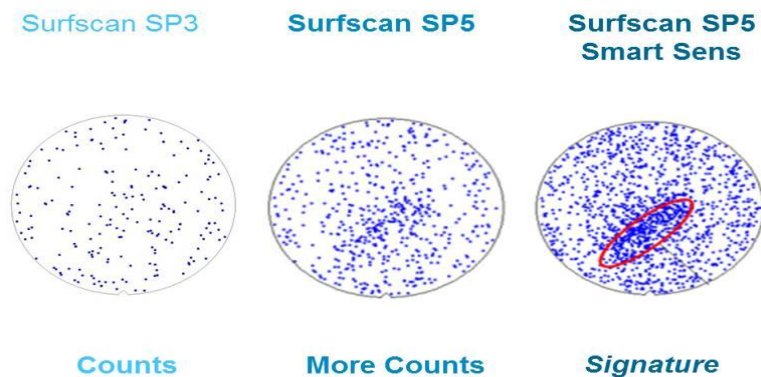 Surfscan SP3
Surfscan SP5
Surfscan SP5
Smart Sens
Counts
More Counts
Signature